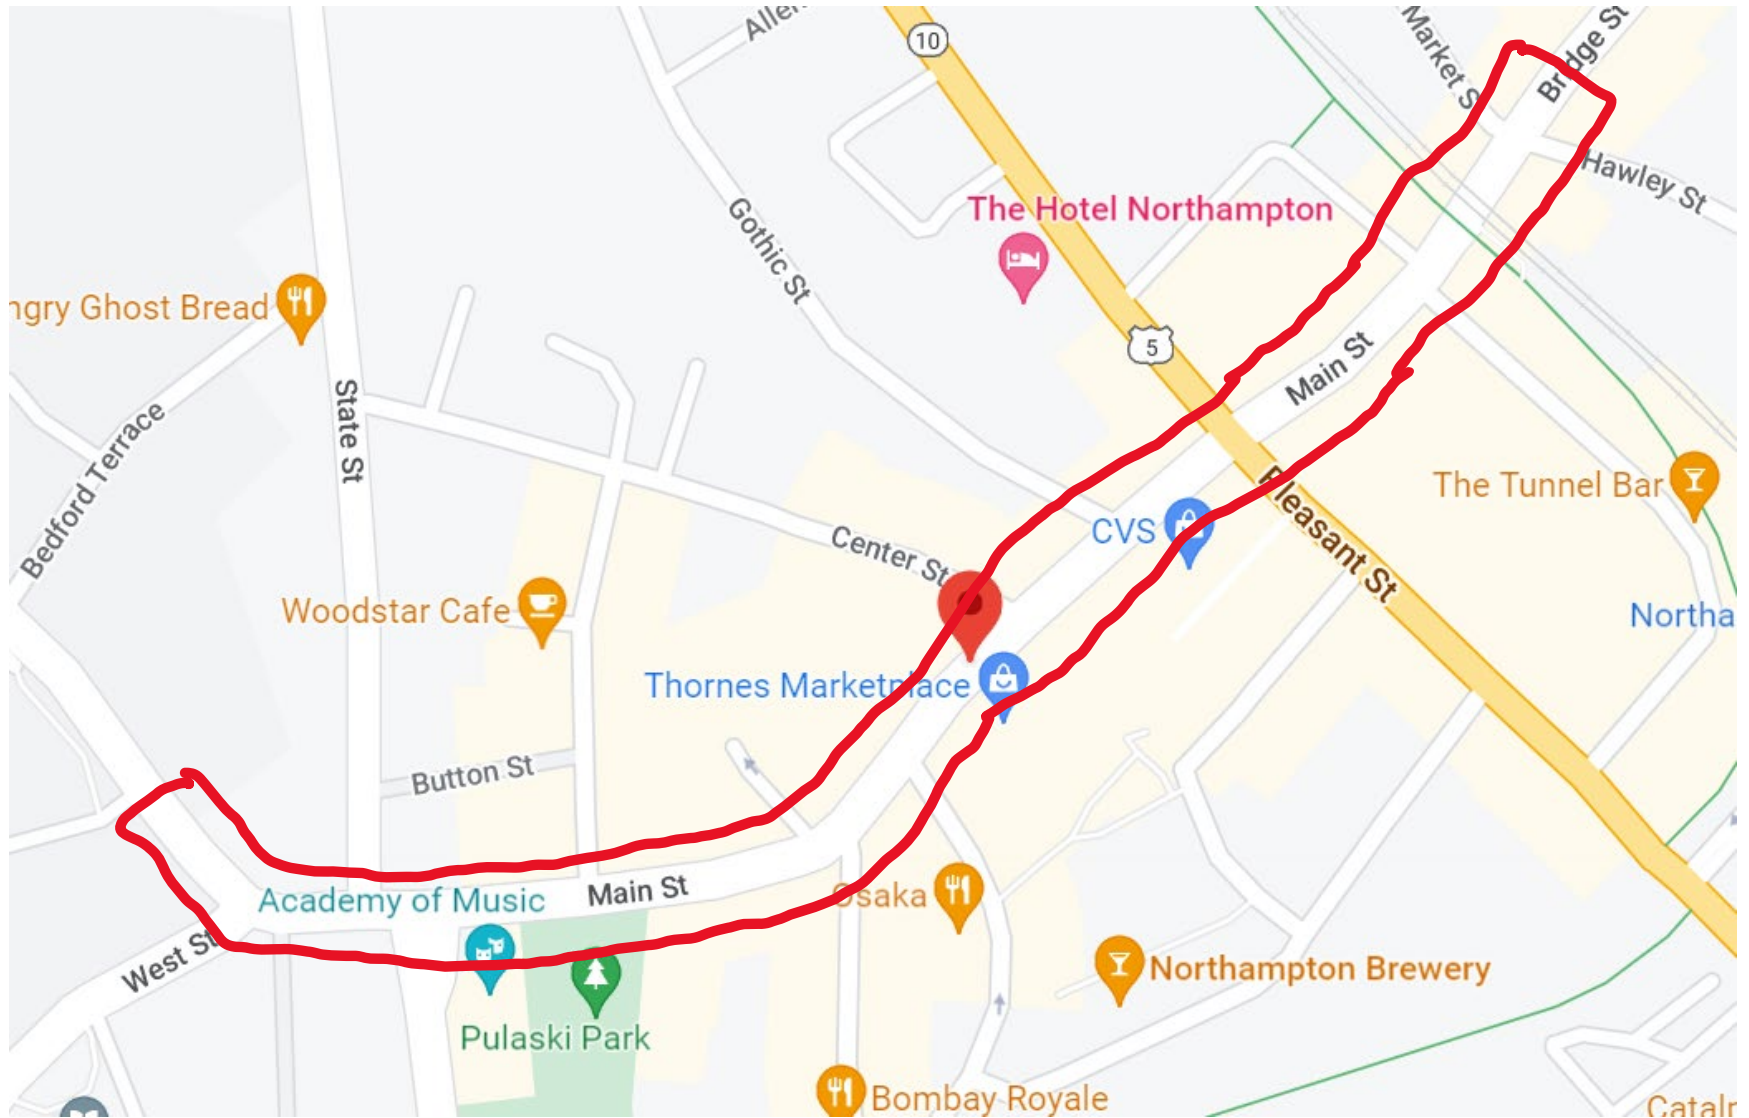 Allen
10
Market St
Bridge St
Hawley St
Gothic St
The Hotel Northampton
ngry Ghost Bread
5
Main St
State St
Bedford Terrace
The Tunnel Bar
Pleasant St
CVS
Center St
Woodstar Cafe
Northa
Thornes Marketplace
Button St
Main St
Academy of Music
Osaka
West St
Northampton Brewery
Pulaski Park
Bombay Royale
Catalp